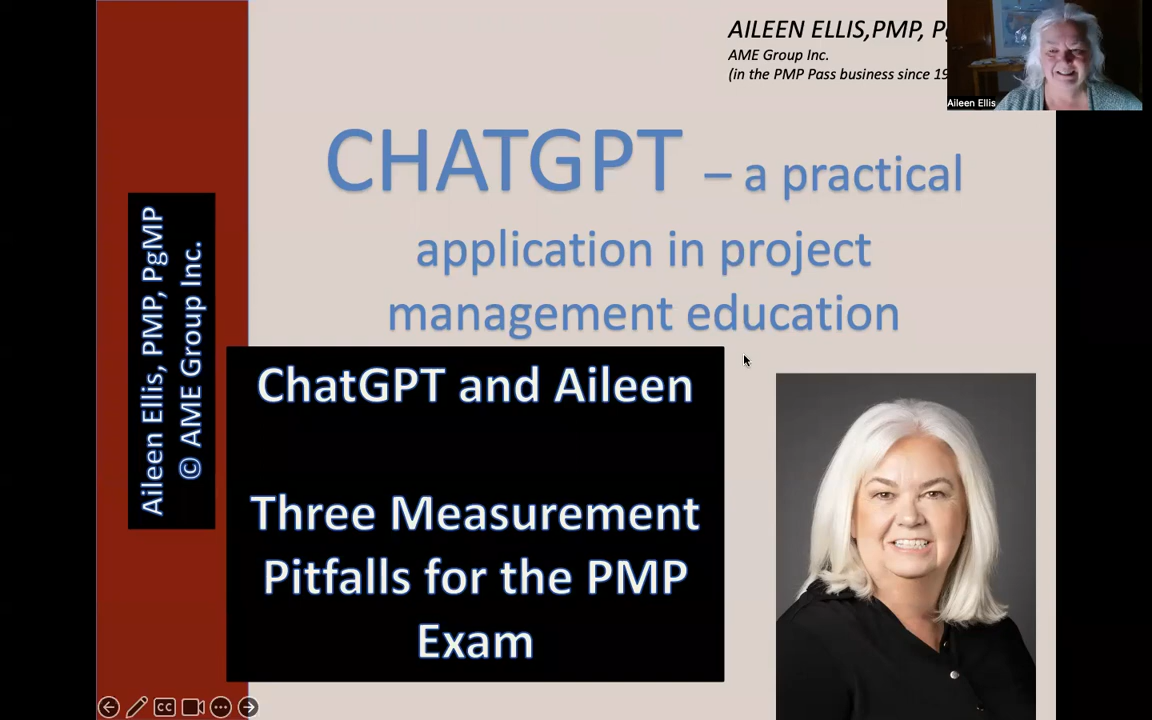 AILEEN ELLIS,PMP,
AME Group Inc.
(in the PMP Pass business since
Aileen Ellis
CHATGPT – a practical
application in project
management education
Aileen Ellis, PMP, PgMP
© AME Group Inc.
ChatGPT and Aileen
Three Measurement
Pitfalls for the PMP
Exam
CC